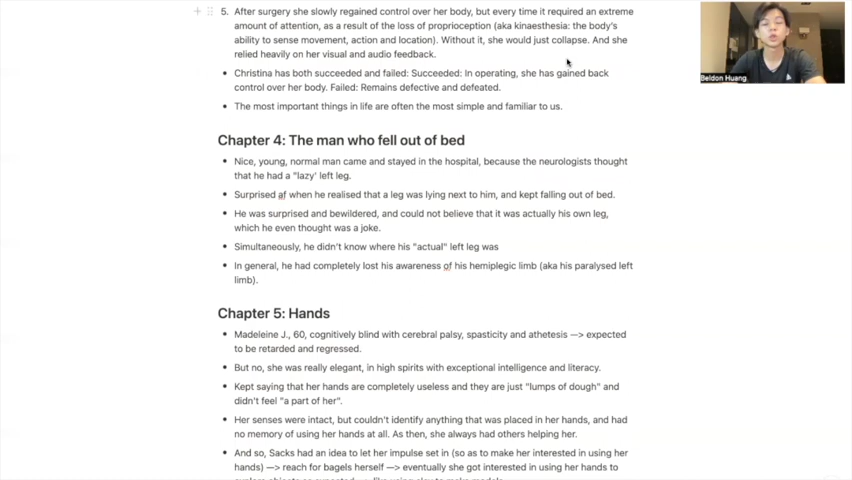 5. After surgery she slowly regained control over her body, but every time it required an extreme
amount of attention, as a result of the loss of proprioception (aka kinaesthesia: the body's
ability to sense movement, action and location). Without it, she would just collapse. And she
relied heavily on her visual and audio feedback.
• Christina has both succeeded and failed: Succeeded: In operating, she has gained back
control over her body. Failed: Remains defective and defeated.
• The most important things in life are often the most simple and familiar to us.
Chapter 4: The man who fell out of bed
• Nice, young, normal man came and stayed in the hospital, because the neurologists thought
that he had a "lazy' left leg.
• Surprised af when he realised that a leg was lying next to him, and kept falling out of bed.
• He was surprised and bewildered, and could not believe that it was actually his own leg,
which he even thought was a joke.
• Simultaneously, he didn't know where his "actual" left leg was
• In general, he had completely lost his awareness of his hemiplegic limb (aka his paralysed left
limb).
Chapter 5: Hands
• Madeleine J., 60, cognitively blind with cerebral palsy, spasticity and athetesis —> expected
to be retarded and regressed.
• But no, she was really elegant, in high spirits with exceptional intelligence and literacy.
• Kept saying that her hands are completely useless and they are just "lumps of dough" and
didn't feel "a part of her".
• Her senses were intact, but couldn't identify anything that was placed in her hands, and had
no memory of using her hands at all. As then, she always had others helping her.
• And so, Sacks had an idea to let her impulse set in (so as to make her interested in using her
hands) —> reach for bagels herself —> eventually she got interested in using her hands to
Beldon Huang